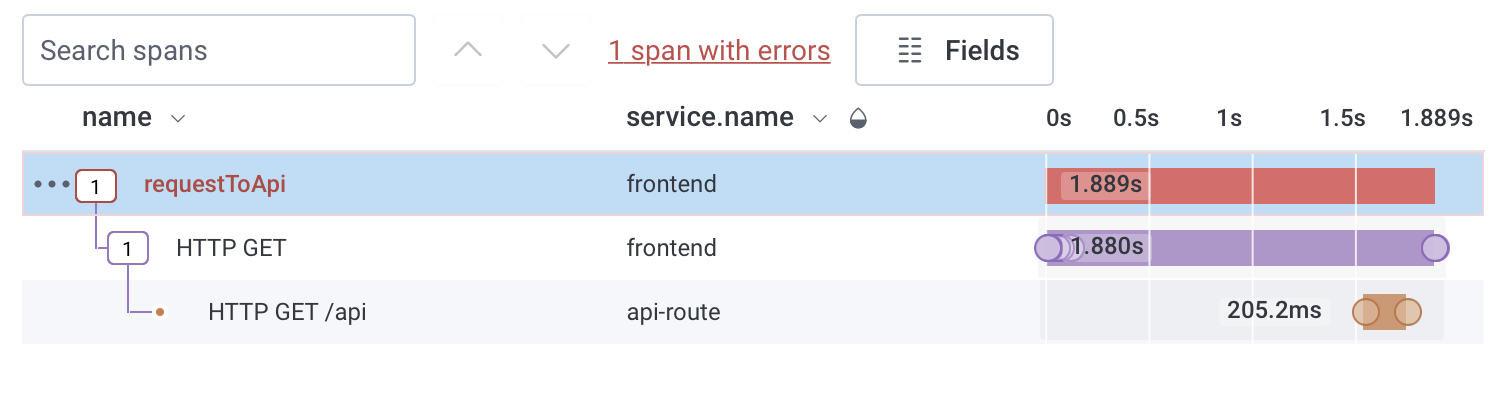 Search spans 1 span with errors Fields
name service.name 0s 0.5s 1s 1.5s 1.889s
1 requestToApi frontend 1.889s
1 HTTP GET frontend 1.880s
HTTP GET /api api-route 205.2ms